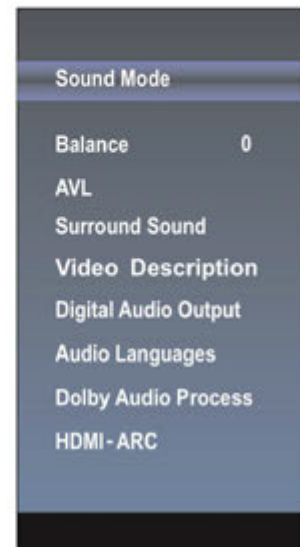 Sound Mode
Balance 0
AVL
Surround Sound
Video Description
Digital Audio Output
Audio Languages
Dolby Audio Process
HDMI-ARC